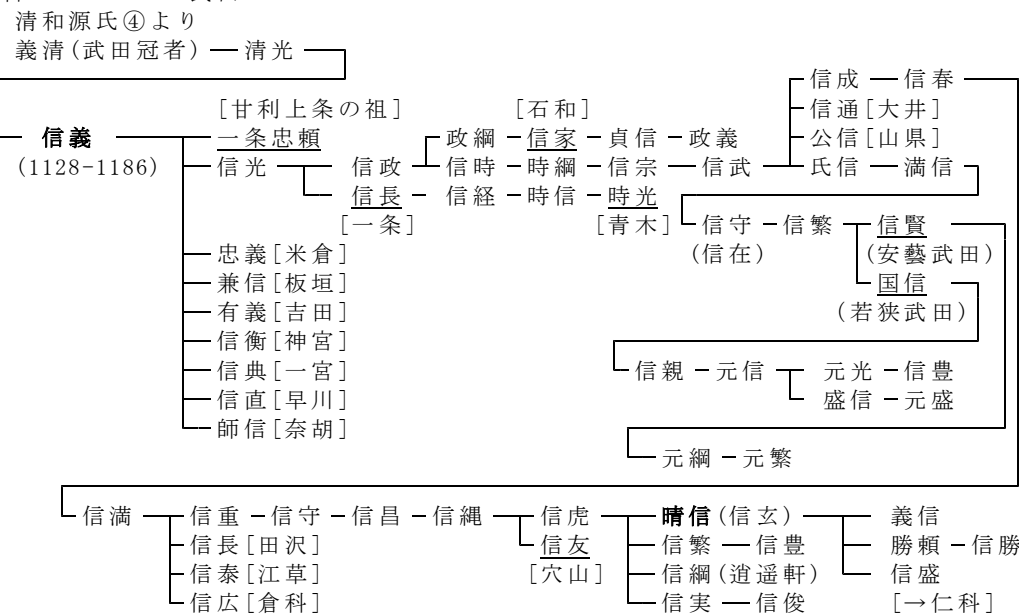 清和源氏④より
義清(武田冠者) 清光
信成 信春
[甘利上条の祖] [石和] 信通[大井]
信義 一条忠頼 政綱 信家 貞信 政義 公信[山県]
(1128-1186) 信光 信政 信時 時綱 信宗 信武 氏信 満信
信長 信経 時信 時光
[一条] [青木] 信守 信繁 信賢
忠義[米倉] (信在) (安藝武田)
兼信[板垣] 国信
有義[吉田] (若狭武田)
信衡[神宮]
信典[一宮] 信親 元信 元光 信豊
信直[早川] 盛信 元盛
師信[奈胡]
元綱 元繁
信満 信重 信守 信昌 信縄 信虎 晴信(信玄) 義信
信長[田沢] 信友 信繁 信豊 勝頼 信勝
信泰[江草] [穴山] 信綱(逍遥軒) 信盛
信広[倉科] 信実 信俊 [→仁科]